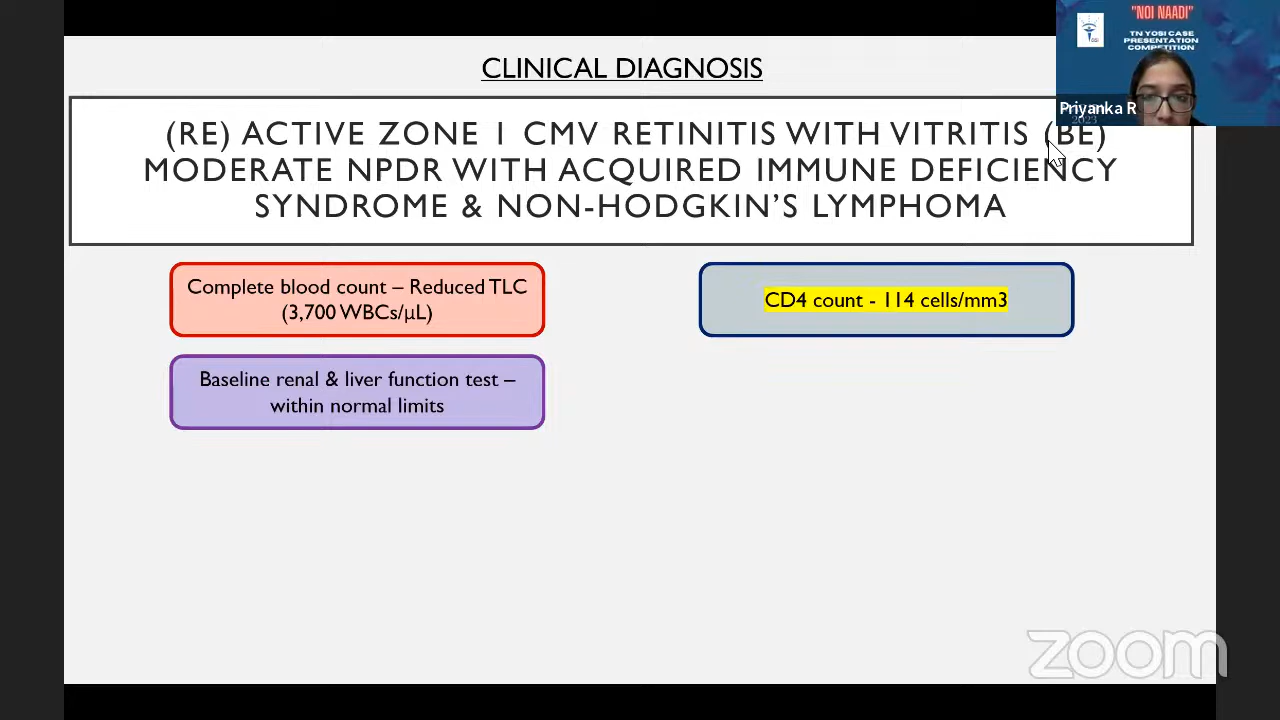 CLINICAL DIAGNOSIS
"NOI NAADI"
TN YOSI CASE
PRESENTATION
COMPETITION
Priyanka R
2023
(RE) ACTIVE ZONE 1 CMV RETINITIS WITH VITRITIS (BE)
MODERATE NPDR WITH ACQUIRED IMMUNE DEFICIENCY
SYNDROME & NON-HODGKIN’S LYMPHOMA
Complete blood count – Reduced TLC
(3,700 WBCs/µL)
CD4 count - 114 cells/mm3
Baseline renal & liver function test –
within normal limits
zoom